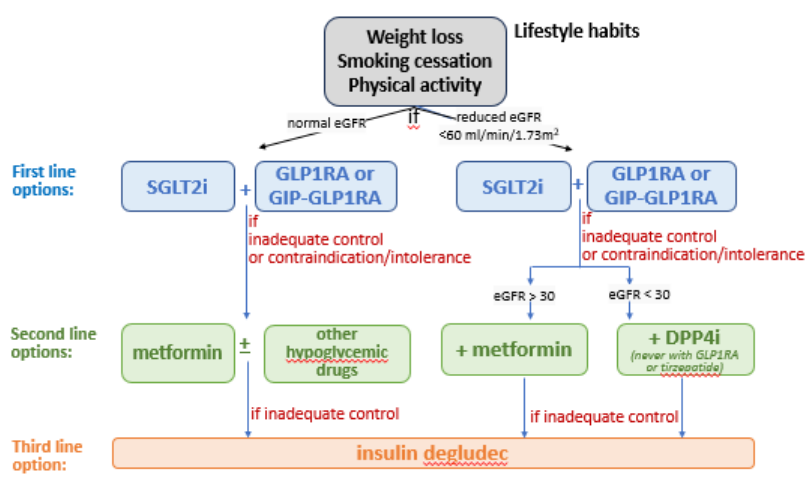 Weight loss
Smoking cessation
Physical activity
Lifestyle habits
if
normal eGFR
reduced eGFR
<60 ml/min/1.73m²
First line
options:
SGLT2i
+
GLP1RA or
GIP-GLP1RA
SGLT2i
+
GLP1RA or
GIP-GLP1RA
if
inadequate control
or contraindication/intolerance
if
inadequate control
or contraindication/intolerance
eGFR > 30
eGFR < 30
Second line
options:
metformin
±
other
hypoglycemic
drugs
+ metformin
+ DPP4i
(never with GLP1RA
or tirzepatide)
if inadequate control
if inadequate control
Third line
option:
insulin degludec